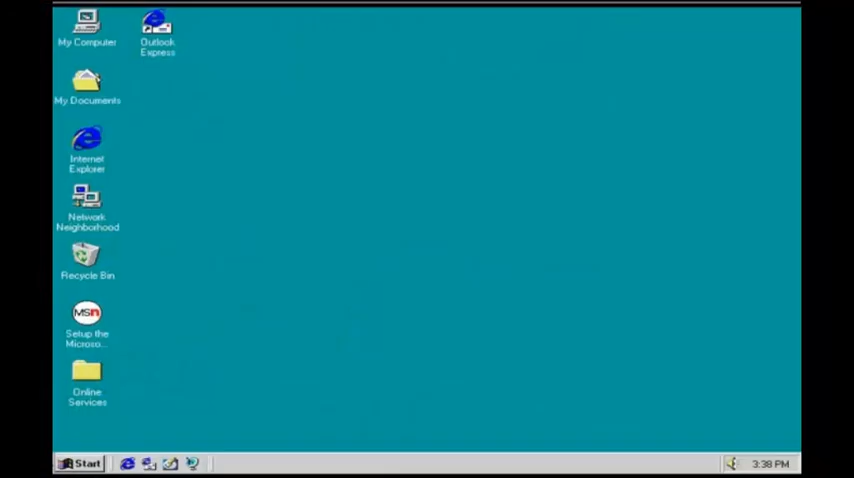 My Computer
Outlook
Express
My Documents
Internet
Explorer
Network
Neighborhood
Recycle Bin
MSN
Setup the
Microso...
Online
Services
Start
3:38 PM